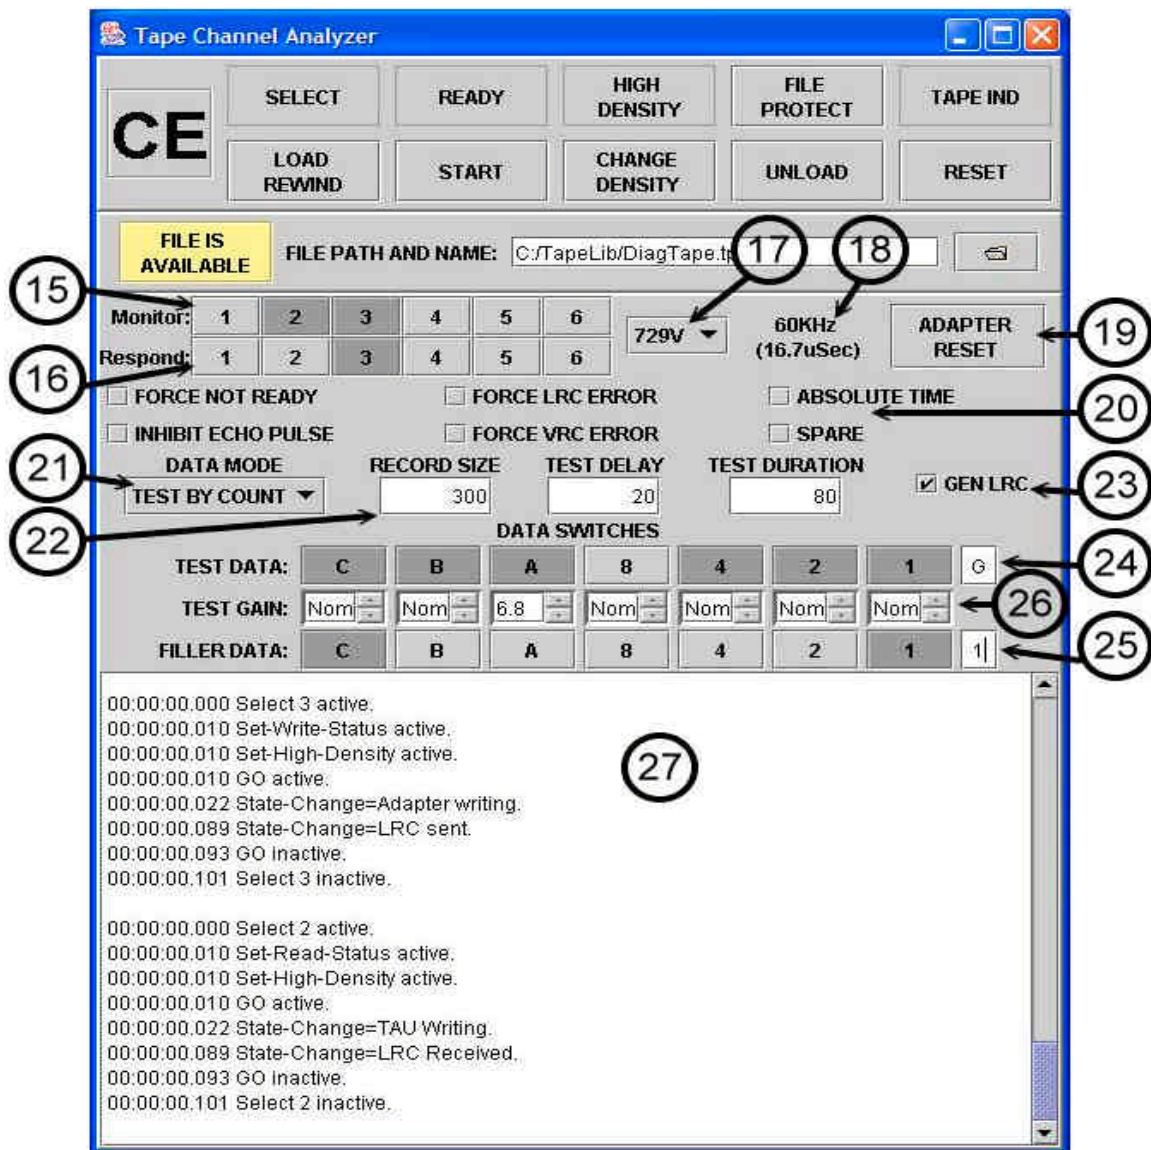 Tape Channel Analyzer
CE
SELECT
READY
HIGH DENSITY
FILE PROTECT
TAPE IND
LOAD REWIND
START
CHANGE DENSITY
UNLOAD
RESET
FILE IS AVAILABLE
FILE PATH AND NAME: C:/TapeLib/DiagTape.tp
17
18
15
Monitor: 1 2 3 4 5 6
729V
60KHz
(16.7uSec)
ADAPTER RESET
19
16
Respond: 1 2 3 4 5 6
FORCE NOT READY FORCE LRC ERROR ABSOLUTE TIME
20
INHIBIT ECHO PULSE FORCE VRC ERROR SPARE
21
DATA MODE RECORD SIZE TEST DELAY TEST DURATION
TEST BY COUNT 300 20 80 GEN LRC
23
22
DATA SWITCHES
TEST DATA: C B A 8 4 2 1 G
24
TEST GAIN: Nom Nom 6.8 Nom Nom Nom Nom
26
FILLER DATA: C B A 8 4 2 1 1
25
00:00:00.000 Select 3 active.
00:00:00.010 Set-Write-Status active.
00:00:00.010 Set-High-Density active.
00:00:00.010 GO active.
00:00:00.022 State-Change=Adapter writing.
00:00:00.089 State-Change=LRC sent.
00:00:00.093 GO inactive.
00:00:00.101 Select 3 inactive.
27
00:00:00.000 Select 2 active.
00:00:00.010 Set-Read-Status active.
00:00:00.010 Set-High-Density active.
00:00:00.010 GO active.
00:00:00.022 State-Change=TAU Writing.
00:00:00.089 State-Change=LRC Received.
00:00:00.093 GO inactive.
00:00:00.101 Select 2 inactive.